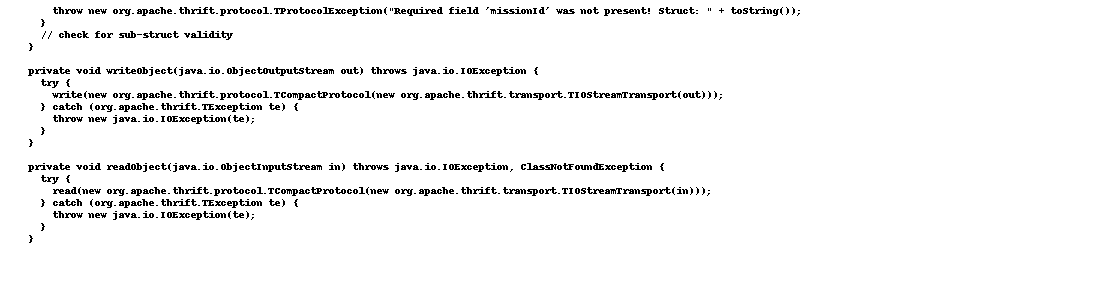 throw new org.apache.thrift.protocol.TProtocolException("Required field 'missionId' was not present! Struct: " + toString());
}
// check for sub-struct validity
}
private void writeObject(java.io.ObjectOutputStream out) throws java.io.IOException {
try {
write(new org.apache.thrift.protocol.TCompactProtocol(new org.apache.thrift.transport.TIOStreamTransport(out)));
} catch (org.apache.thrift.TException te) {
throw new java.io.IOException(te);
}
}
private void readObject(java.io.ObjectInputStream in) throws java.io.IOException, ClassNotFoundException {
try {
read(new org.apache.thrift.protocol.TCompactProtocol(new org.apache.thrift.transport.TIOStreamTransport(in)));
} catch (org.apache.thrift.TException te) {
throw new java.io.IOException(te);
}
}